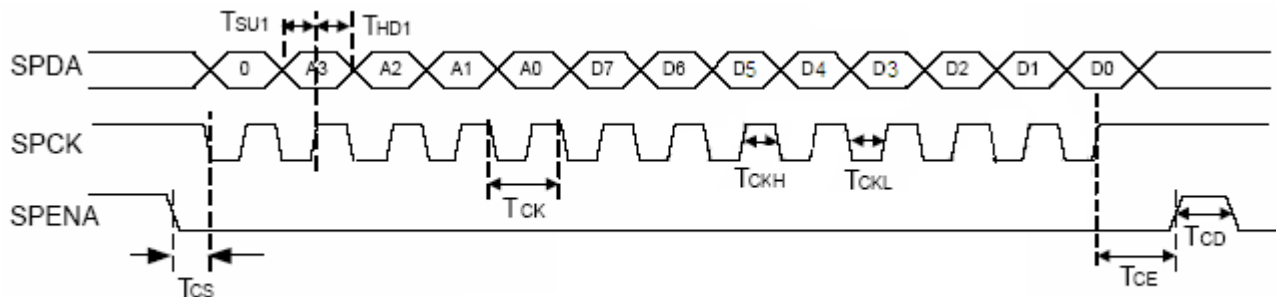 TSU1 THD1
SPDA 0 A3 A2 A1 A0 D7 D6 D5 D4 D3 D2 D1 D0
SPCK
TCKH TCKL
TCK
SPENA
TCD
TCS
TCE